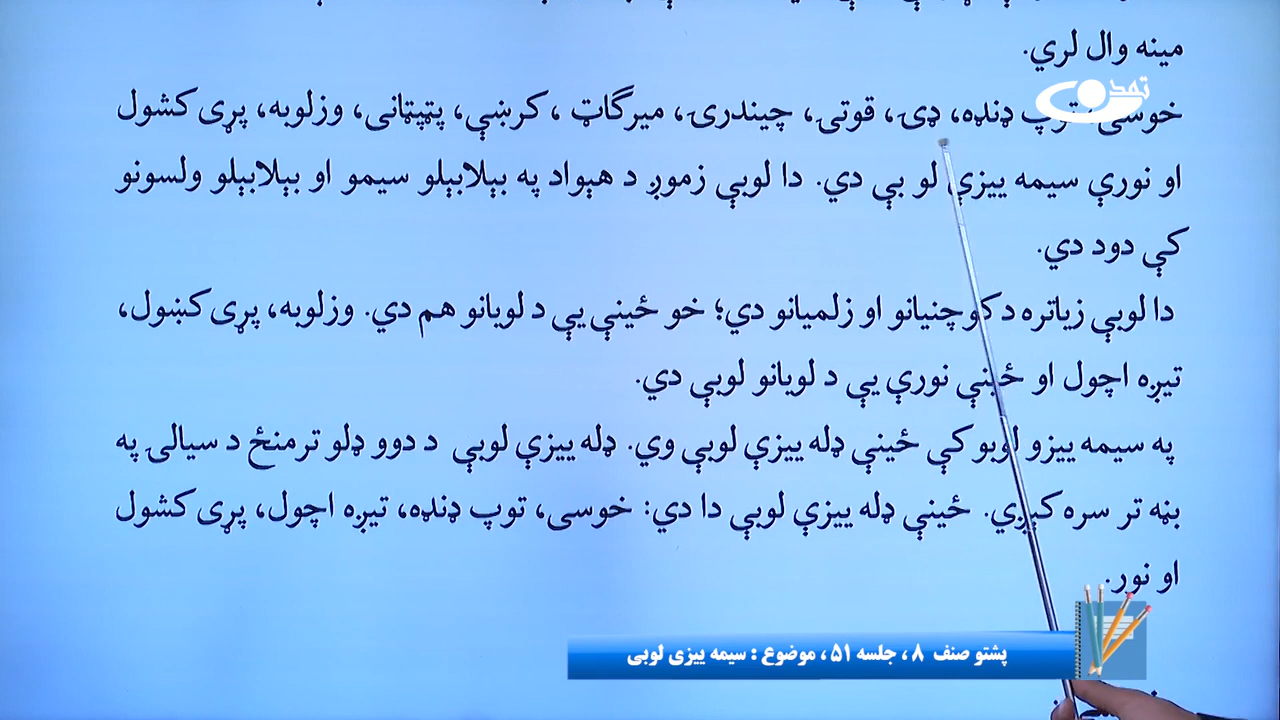 مینه وال لري.
تمدن
خوسی، توپ ډنډه، ډۍ، قوتۍ، چیندرۍ، میرګاټ ، کرښې، پټپټانی، وزلوبه، پړی کشول
او نورې سیمه ییزې لو بې دي. دا لوبې زموږ د هېواد په بېلابېلو سیمو او بېلابېلو ولسونو
کې دود دي.
دا لوبې زیاتره د کوچنیانو او زلمیانو دي؛ خو ځینې یې د لویانو هم دي. وزلوبه، پړی کښول،
تیږه اچول او ځینې نورې یې د لویانو لوبې دي.
په سیمه ییزو لوبو کې ځینې ډله ییزې لوبې وي. ډله ییزې لوبې د دوو ډلو ترمنځ د سیالۍ په
بڼه تر سره کېږي. ځینې ډله ییزې لوبې دا دي: خوسی، توپ ډنډه، تیږه اچول، پړی کشول
او نور.
پشتو صنف ۸ ، جلسه ۵۱ ، موضوع : سیمه ییزی لوبی